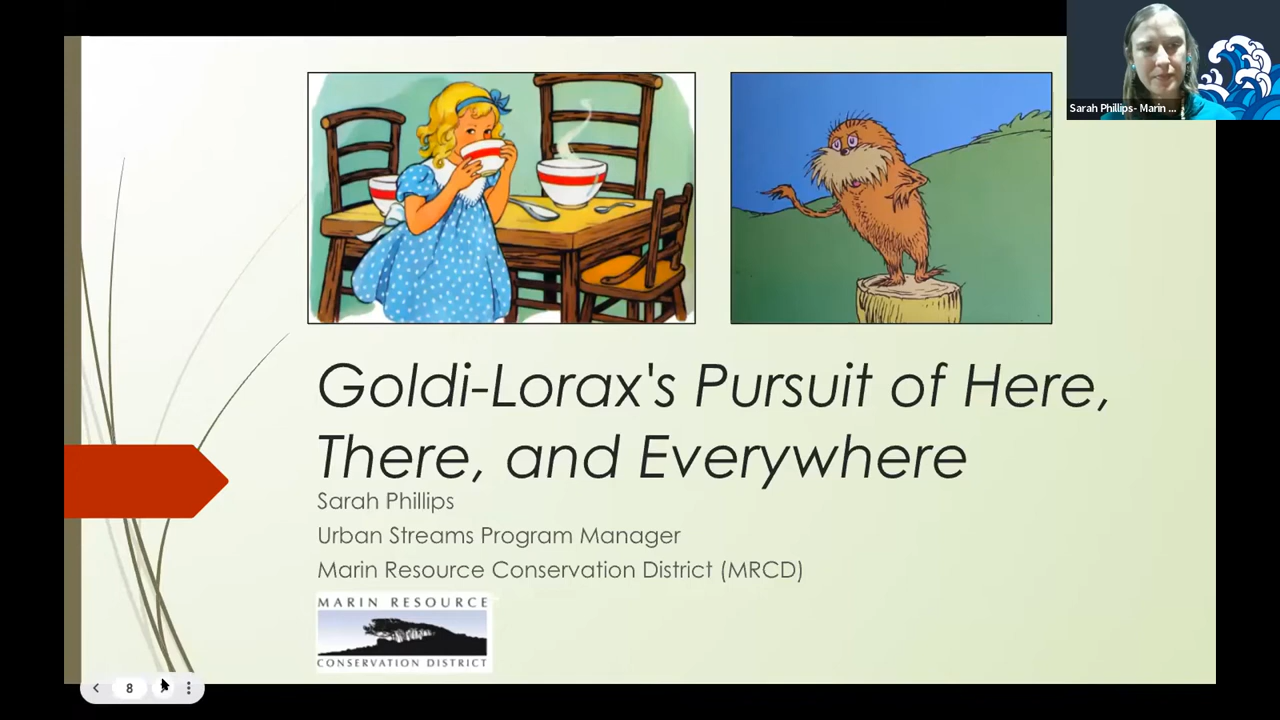 Sarah Phillips- Marin ...
Goldi-Lorax's Pursuit of Here,
There, and Everywhere
Sarah Phillips
Urban Streams Program Manager
Marin Resource Conservation District (MRCD)
MARIN RESOURCE
CONSERVATION DISTRICT
8